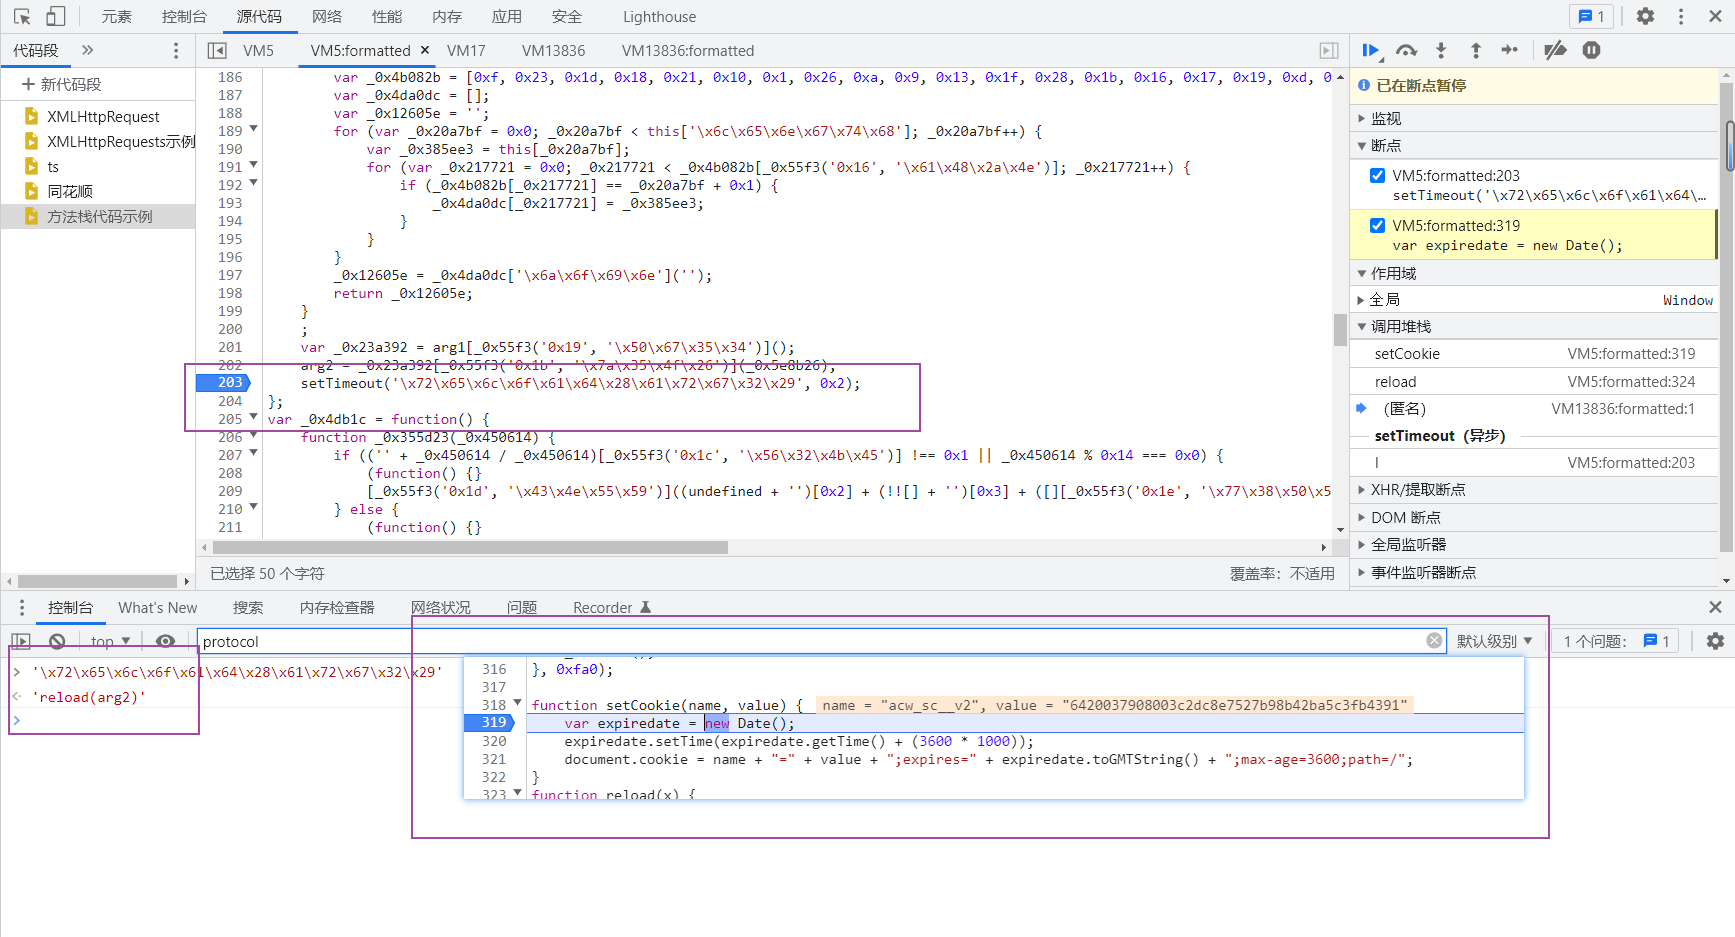 元素 控制台 源代码 网络 性能 内存 应用 安全 Lighthouse 1
代码段 VM5 VM5:formatted × VM17 VM13836 VM13836:formatted
新代码段
XMLHttpRequest
XMLHttpRequests示例
ts
同花顺
方法栈代码示例
186 var _0x4b082b = [0xf, 0x23, 0x1d, 0x18, 0x21, 0x10, 0x1, 0x26, 0xa, 0x9, 0x13, 0x1f, 0x28, 0x1b, 0x16, 0x17, 0x19, 0xd, 0
187 var _0x4da0dc = [];
188 var _0x12605e = '';
189 for (var _0x20a7bf = 0x0; _0x20a7bf < this['\x6c\x65\x6e\x67\x74\x68']; _0x20a7bf++) {
190 var _0x385ee3 = this[_0x20a7bf];
191 for (var _0x217721 = 0x0; _0x217721 < _0x4b082b[_0x55f3('0x16', '\x61\x48\x2a\x4e')]; _0x217721++) {
192 if (_0x4b082b[_0x217721] == _0x20a7bf + 0x1) {
193 _0x4da0dc[_0x217721] = _0x385ee3;
194 }
195 }
196 }
197 _0x12605e = _0x4da0dc['\x6a\x6f\x69\x6e']('');
198 return _0x12605e;
199 }
200 ;
201 var _0x23a392 = arg1[_0x55f3('0x19', '\x50\x67\x35\x34')]();
202 arg2 = _0x23a392[_0x55f3('0x1b', '\x7a\x35\x4f\x26')](_0x5e8b26);
203 setTimeout('\x72\x65\x6c\x6f\x61\x64\x28\x61\x72\x67\x32\x29', 0x2);
204 };
205 var _0x4db1c = function() {
206 function _0x355d23(_0x450614) {
207 if (('' + _0x450614 / _0x450614)[_0x55f3('0x1c', '\x56\x32\x4b\x45')] !== 0x1 || _0x450614 % 0x14 === 0x0) {
208 (function() {}
209 [_0x55f3('0x1d', '\x43\x4e\x55\x59')]((undefined + '')[0x2] + (!![] + '')[0x3] + ([][_0x55f3('0x1e', '\x77\x38\x50\x5
210 } else {
211 (function() {}
已选择 50 个字符 覆盖率：不适用
已在断点暂停
监视
断点
VM5:formatted:203
setTimeout('\x72\x65\x6c\x6f\x61\x64\…
VM5:formatted:319
var expiredate = new Date();
作用域
全局 Window
调用堆栈
setCookie VM5:formatted:319
reload VM5:formatted:324
(匿名) VM13836:formatted:1
setTimeout（异步）
l VM5:formatted:203
XHR/提取断点
DOM 断点
全局监听器
事件监听器断点
控制台 What's New 搜索 内存检查器 网络状况 问题 Recorder
top protocol 默认级别 1 个问题： 1
'\x72\x65\x6c\x6f\x61\x64\x28\x61\x72\x67\x32\x29'
'reload(arg2)'
316 }, 0xfa0);
317
318 function setCookie(name, value) { name = "acw_sc__v2", value = "6420037908003c2dc8e7527b98b42ba5c3fb4391"
319 var expiredate = new Date();
320 expiredate.setTime(expiredate.getTime() + (3600 * 1000));
321 document.cookie = name + "=" + value + ";expires=" + expiredate.toGMTString() + ";max-age=3600;path=/";
322 }
323 function reload(x) {